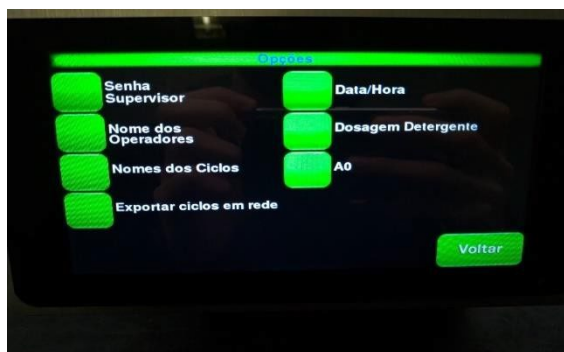 Opções
Senha
Supervisor
Data/Hora
Nome dos
Operadores
Dosagem Detergente
Nomes dos Ciclos
A0
Exportar ciclos em rede
Voltar